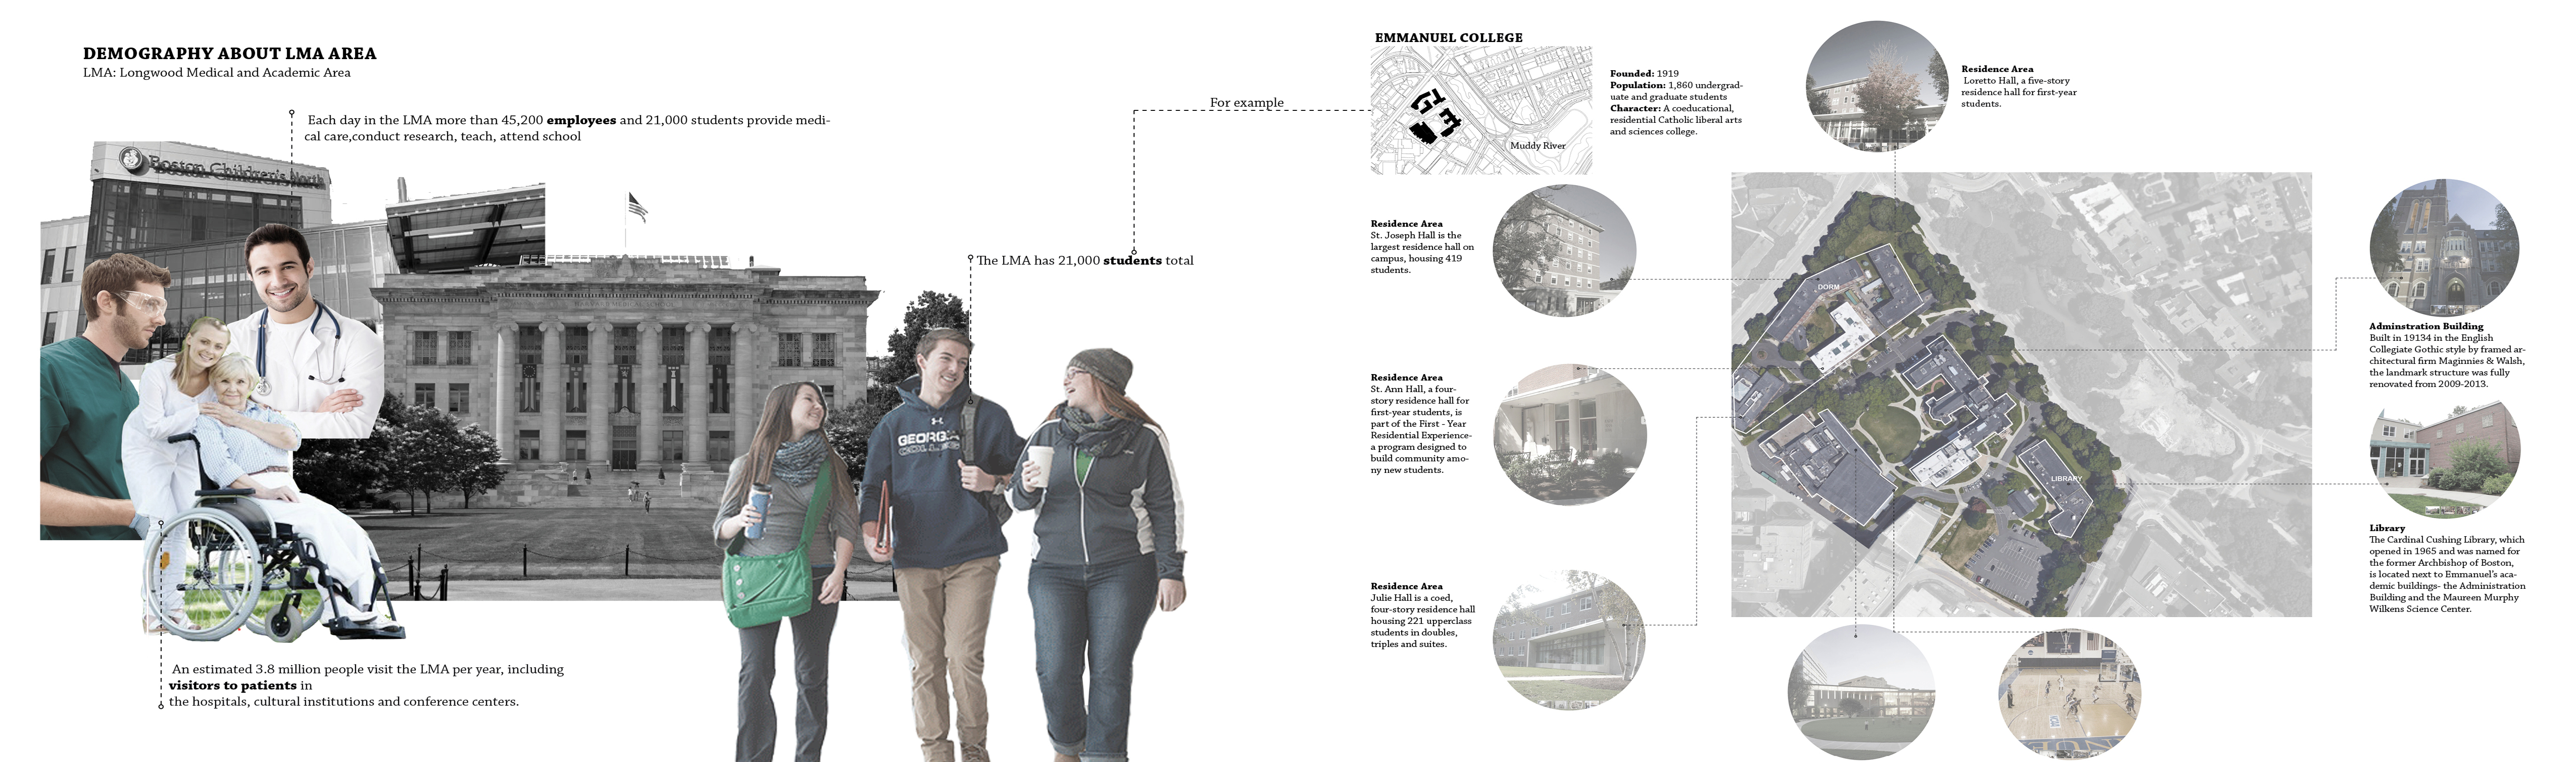 DEMOGRAPHY ABOUT LMA AREA
LMA: Longwood Medical and Academic Area
Each day in the LMA more than 45,200 employees and 21,000 students provide medi-
cal care,conduct research, teach, attend school
Boston Children's North
The LMA has 21,000 students total
GEORGIA
COLLEGE
An estimated 3.8 million people visit the LMA per year, including
visitors to patients in
the hospitals, cultural institutions and conference centers.
For example
EMMANUEL COLLEGE
Muddy River
Founded: 1919
Population: 1,860 undergrad-
uate and graduate students
Character: A coeducational,
residential Catholic liberal arts
and sciences college.
Residence Area
Loretto Hall, a five-story
residence hall for first-year
students.
Residence Area
St. Joseph Hall is the
largest residence hall on
campus, housing 419
students.
Residence Area
St. Ann Hall, a four-
story residence hall for
first-year students, is
part of the First - Year
Residential Experience-
a program designed to
build community amo-
ny new students.
Residence Area
Julie Hall is a coed,
four-story residence hall
housing 221 upperclass
students in doubles,
triples and suites.
DORM
LIBRARY
Adminstration Building
Built in 19134 in the English
Collegiate Gothic style by framed ar-
chitectural firm Maginnies & Walsh,
the landmark structure was fully
renovated from 2009-2013.
Library
The Cardinal Cushing Library, which
opened in 1965 and was named for
the former Archbishop of Boston,
is located next to Emmanuel's aca-
demic buildings- the Administration
Building and the Maureen Murphy
Wilkens Science Center.